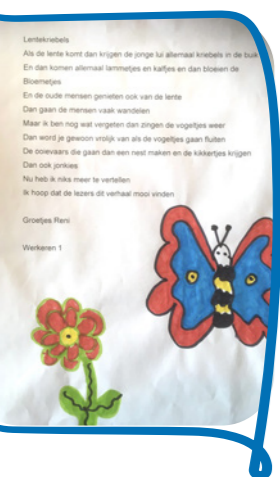 Lentekriebels
Als de lente komt dan krijgen de jonge lui allemaal kriebels in de buik
En dan komen allemaal lammetjes en kalfjes en dan bloeien de
Bloemetjes
En de oude mensen genieten ook van de lente
Dan gaan de mensen vaak wandelen
Maar ik ben nog wat vergeten dan zingen de vogeltjes weer
Dan word je gewoon vrolijk van als de vogeltjes gaan fluiten
De ooievaars die gaan dan een nest maken en de kikkertjes krijgen
Dan ook jonkies
Nu heb ik niks meer te vertellen
Ik hoop dat de lezers dit verhaal mooi vinden
Groetjes Reni
Werkeren 1